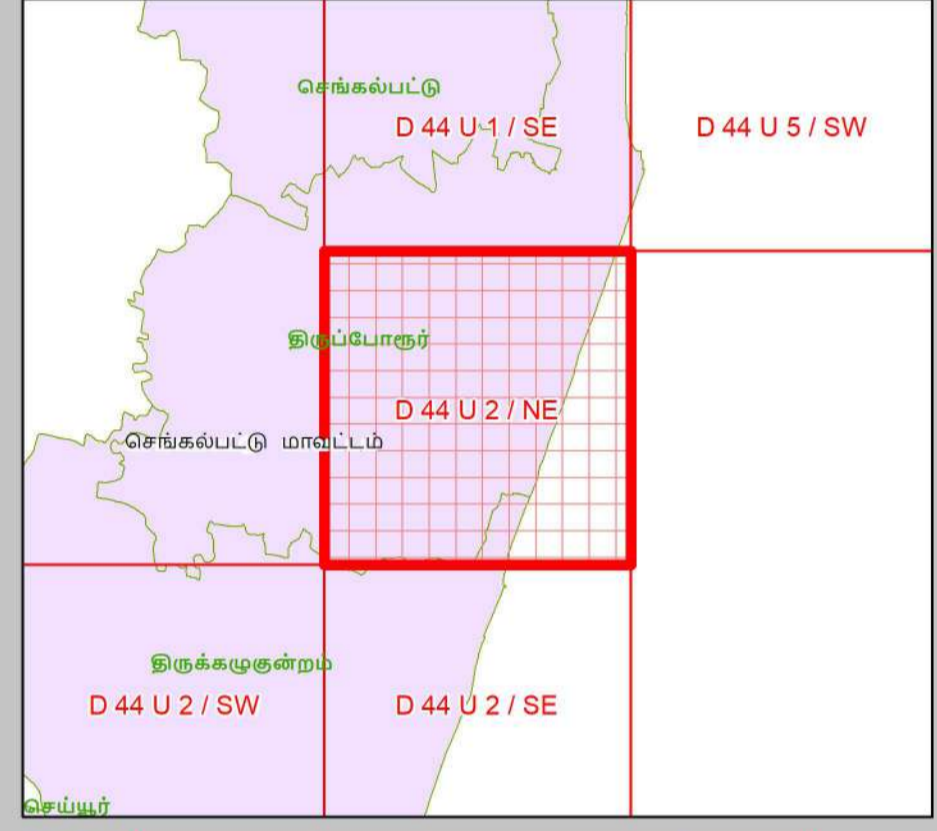 செங்கல்பட்டு
D 44 U 1 / SE
D 44 U 5 / SW
திருப்போரூர்
D 44 U 2 / NE
செங்கல்பட்டு மாவட்டம்
திருக்கழுகுன்றம்
D 44 U 2 / SW
D 44 U 2 / SE
செய்யூர்